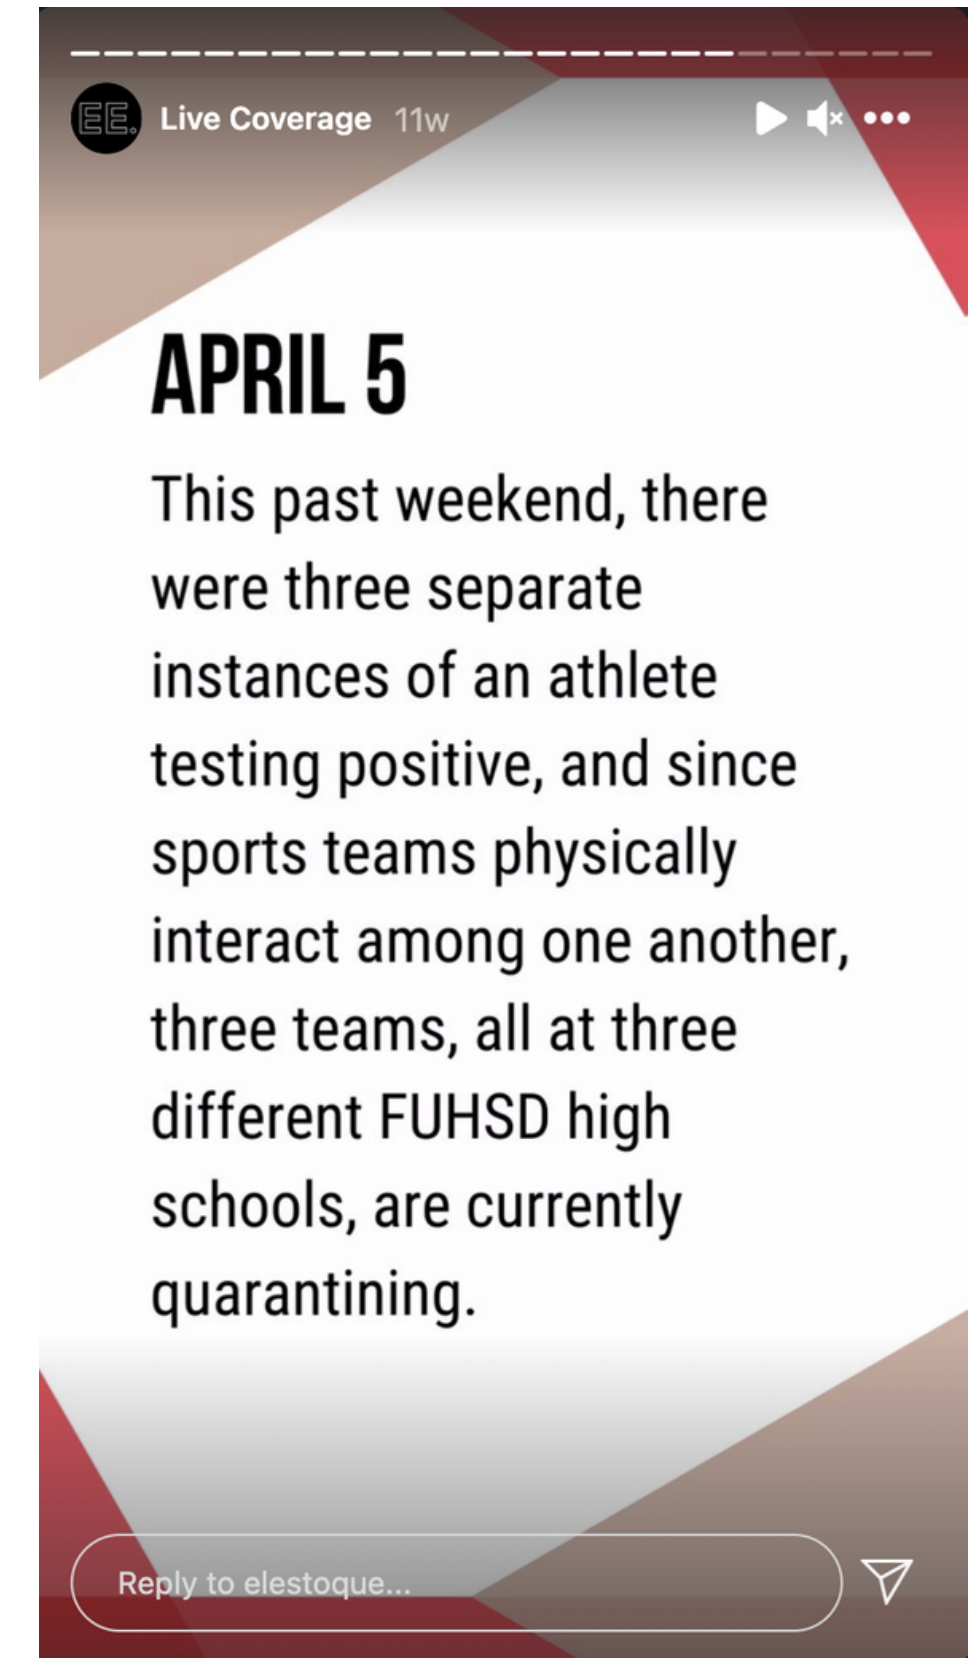 EE.
Live Coverage 11w
APRIL 5
This past weekend, there
were three separate
instances of an athlete
testing positive, and since
sports teams physically
interact among one another,
three teams, all at three
different FUHSD high
schools, are currently
quarantining.
Reply to elestoque...